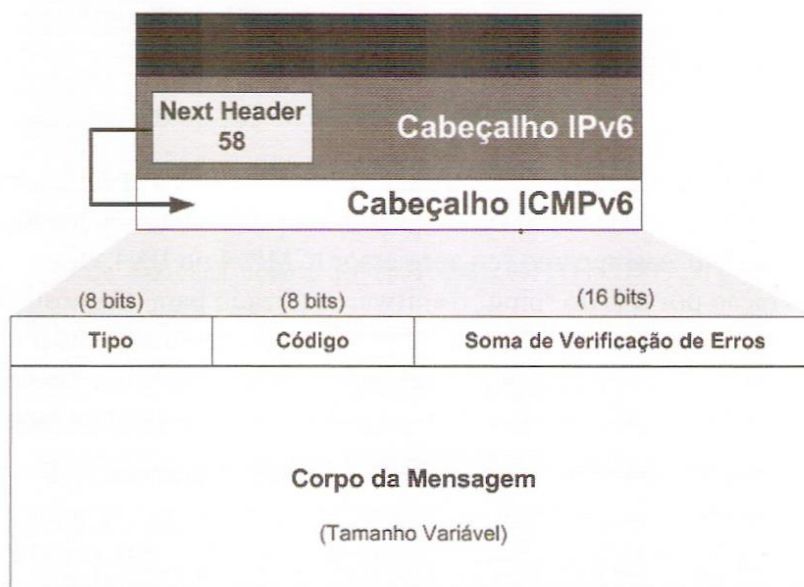 Next Header
58
Cabeçalho IPv6
Cabeçalho ICMPv6
(8 bits)
(8 bits)
(16 bits)
Tipo
Código
Soma de Verificação de Erros
Corpo da Mensagem
(Tamanho Variável)